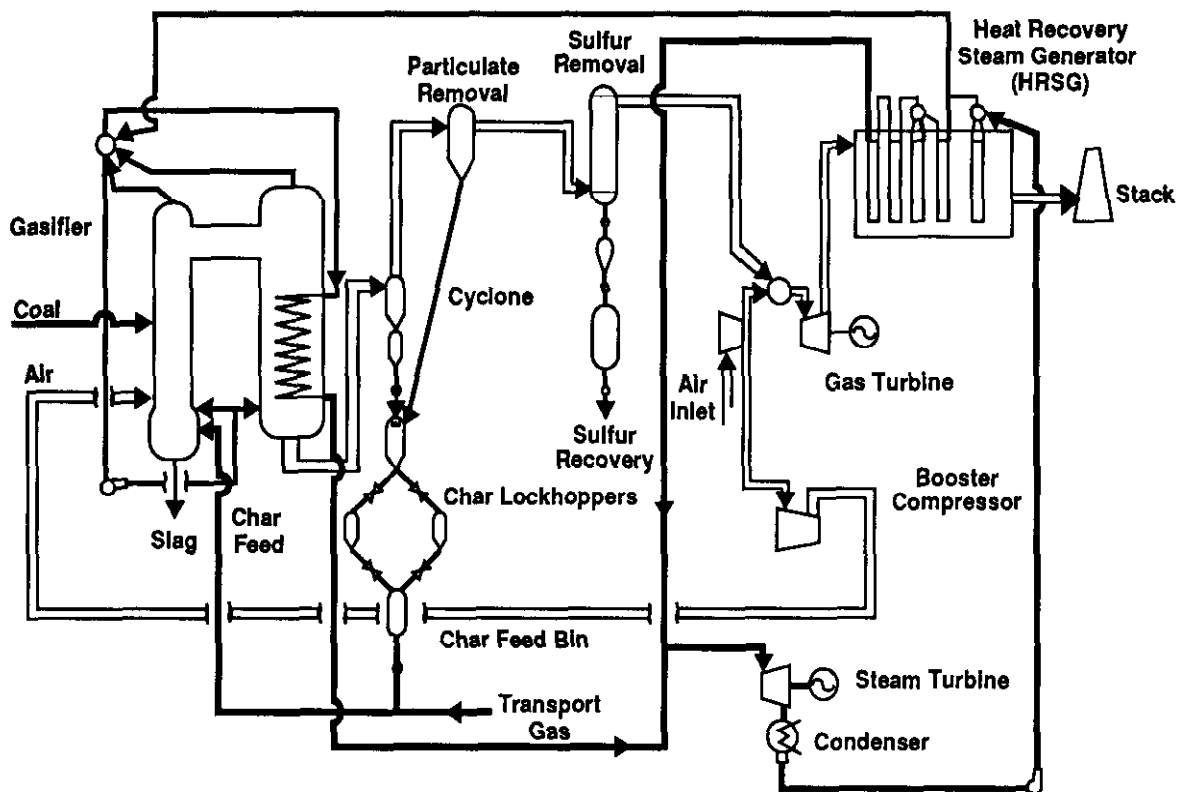 Heat Recovery
Steam Generator
(HRSG)
Sulfur
Removal
Particulate
Removal
Stack
Gasifier
Cyclone
Coal
Air
Air
Inlet
Gas Turbine
Sulfur
Recovery
Booster
Compressor
Char Lockhoppers
Slag
Char
Feed
Char Feed Bin
Steam Turbine
Transport
Gas
Condenser